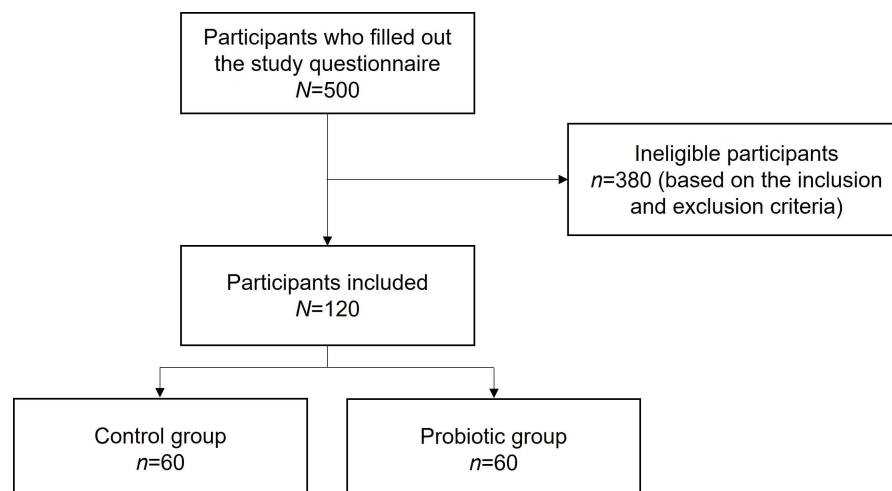 Participants who filled out
the study questionnaire
N=500
Ineligible participants
n=380 (based on the inclusion
and exclusion criteria)
Participants included
N=120
Control group
n=60
Probiotic group
n=60